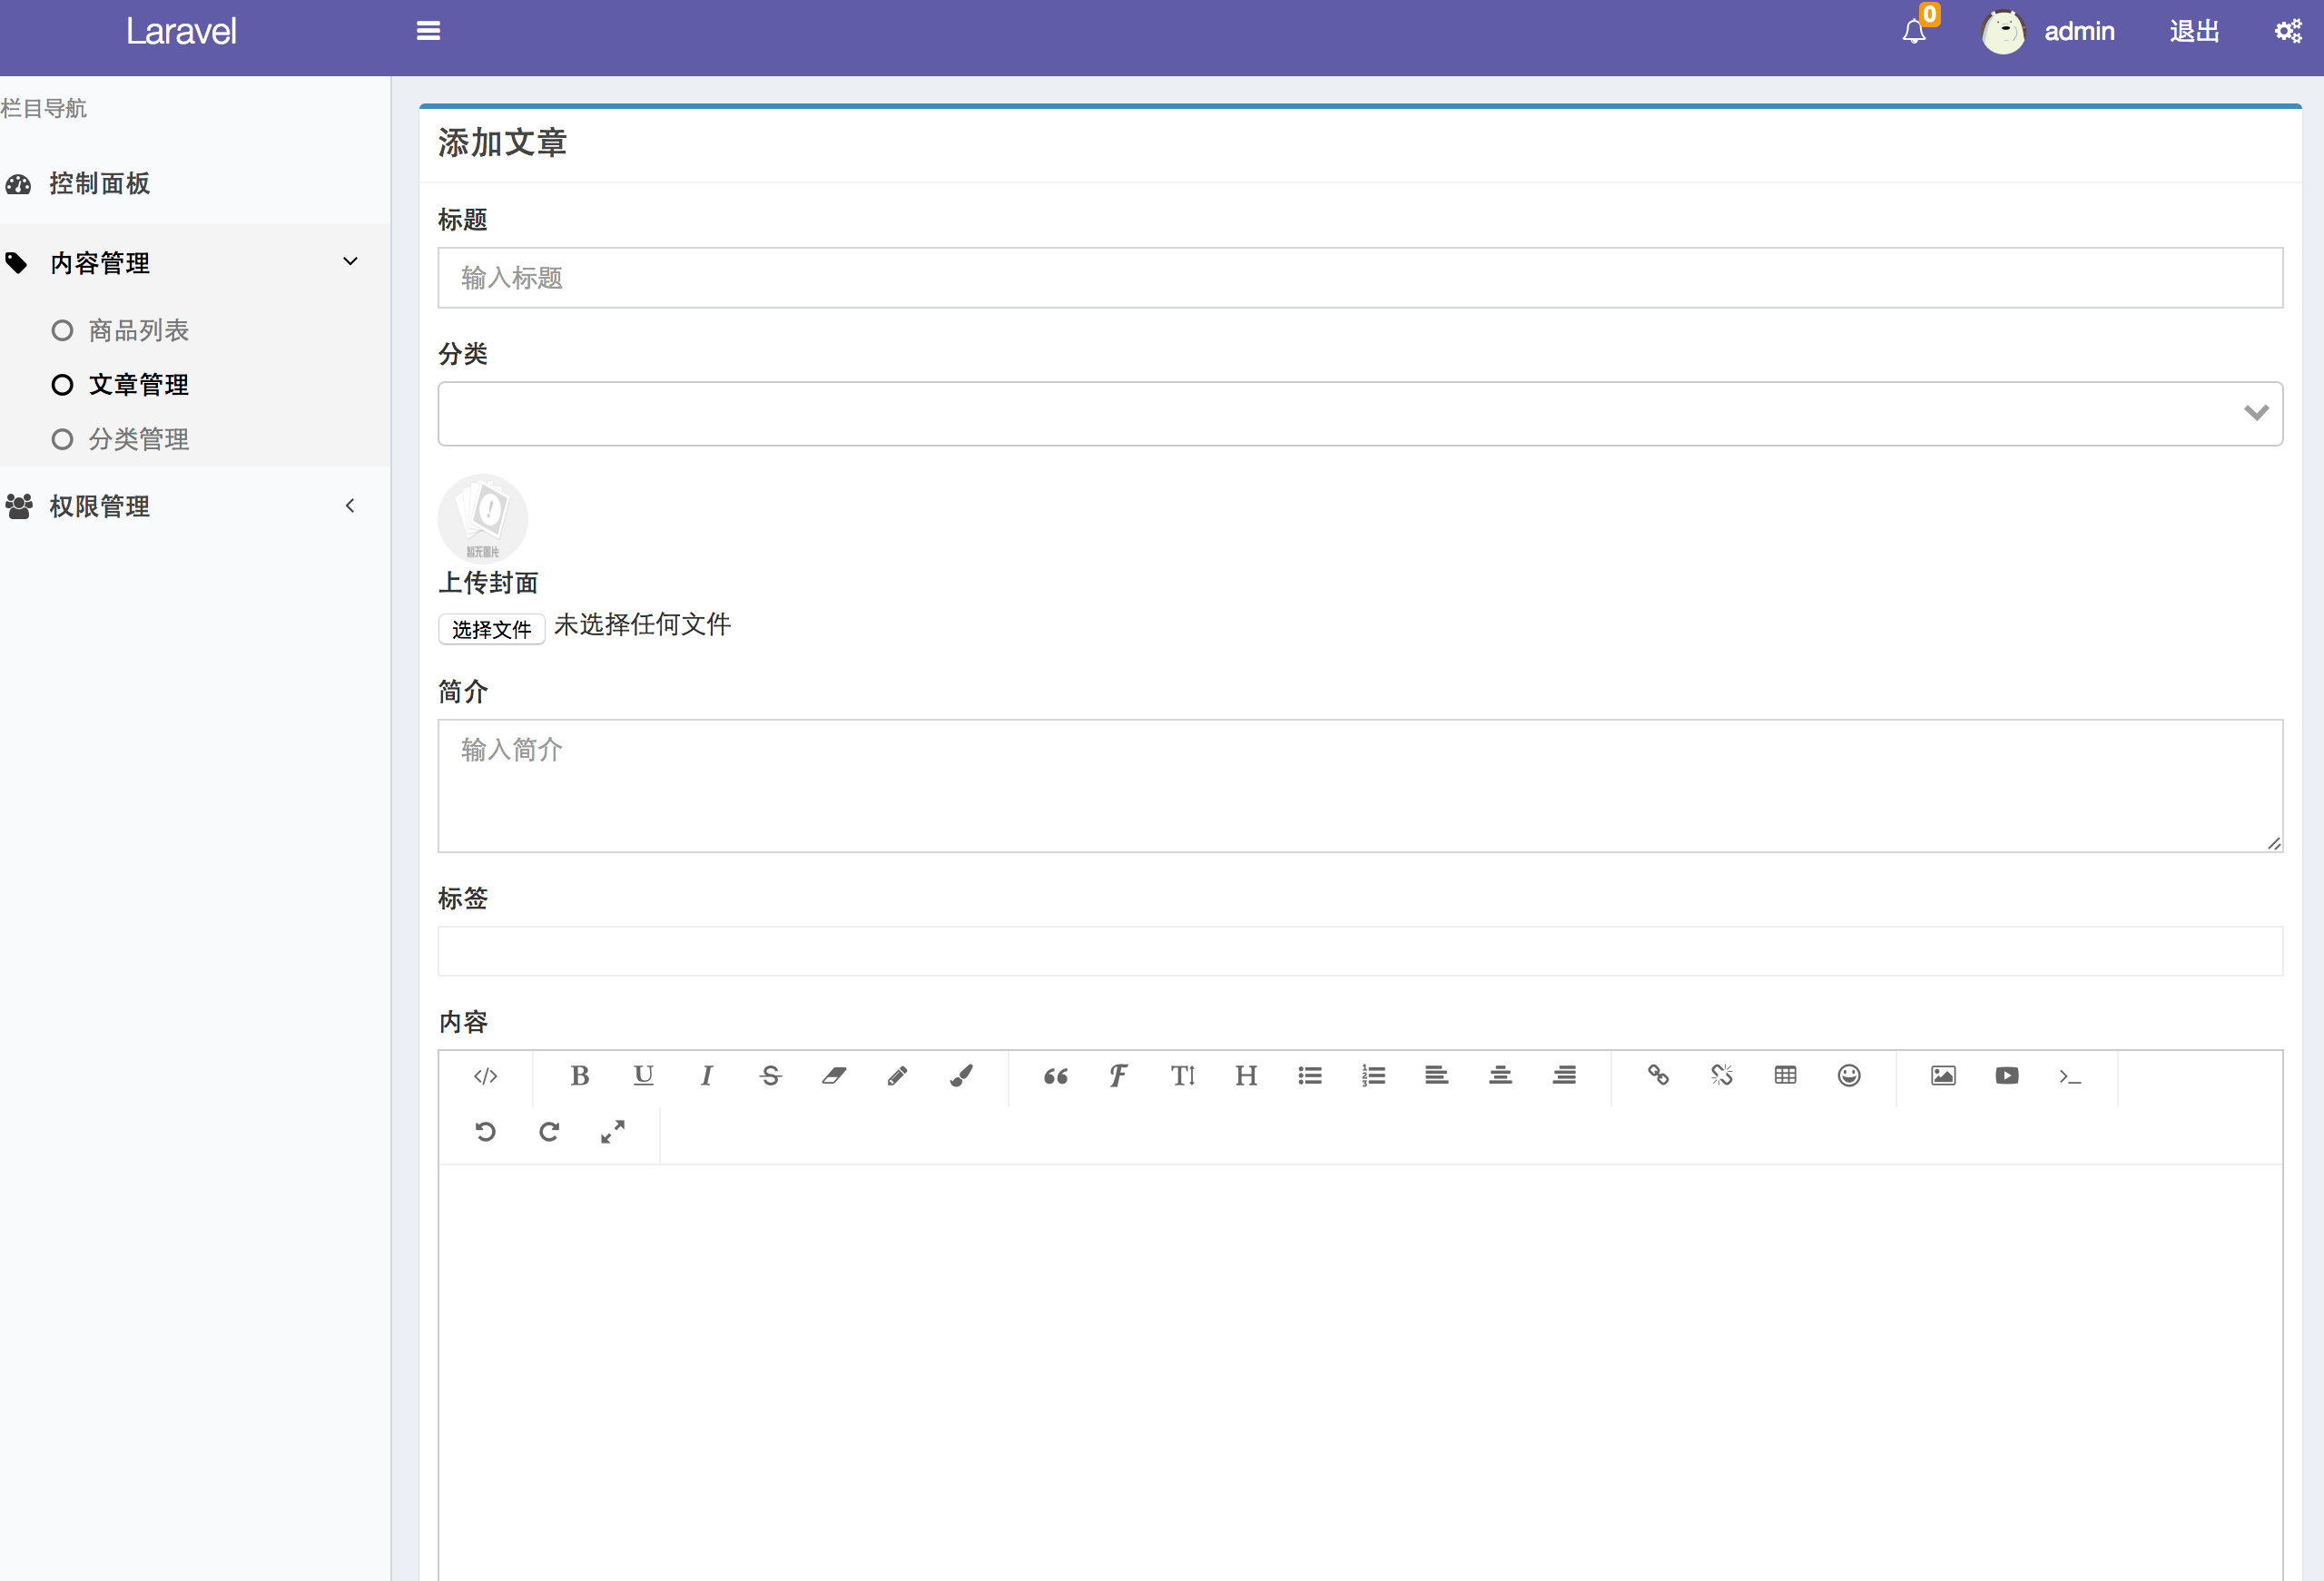 Laravel
0
admin
退出
栏目导航
控制面板
内容管理
商品列表
文章管理
分类管理
权限管理
添加文章
标题
输入标题
分类
暂无图片
上传封面
选择文件 未选择任何文件
简介
输入简介
标签
内容